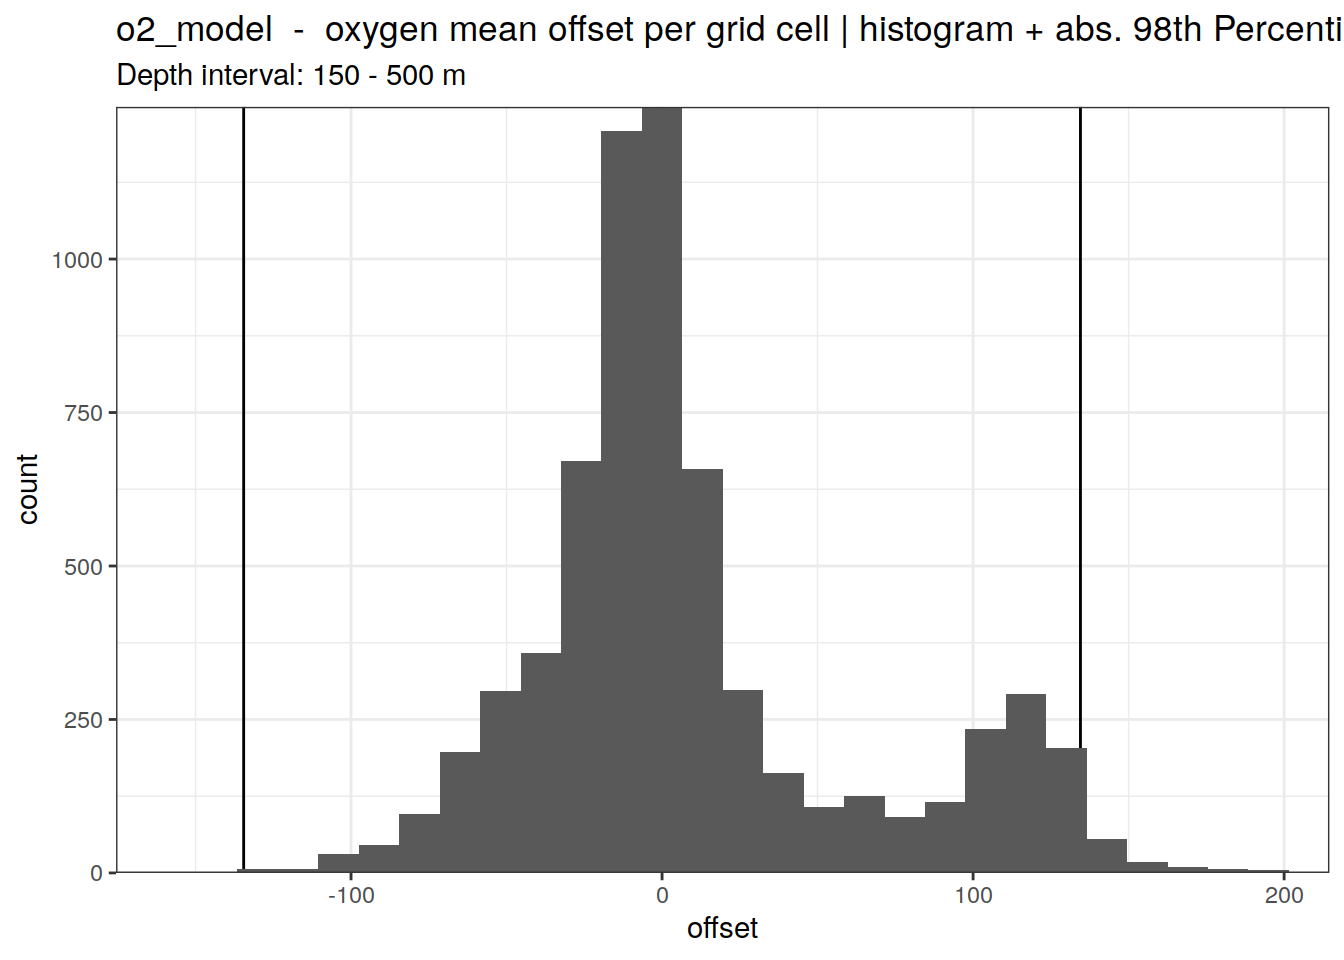 o2_model  -  oxygen mean offset per grid cell | histogram + abs. 98th Percenti
Depth interval: 150 - 500 m
1000
750
500
250
0
count
-100
0
100
200
offset